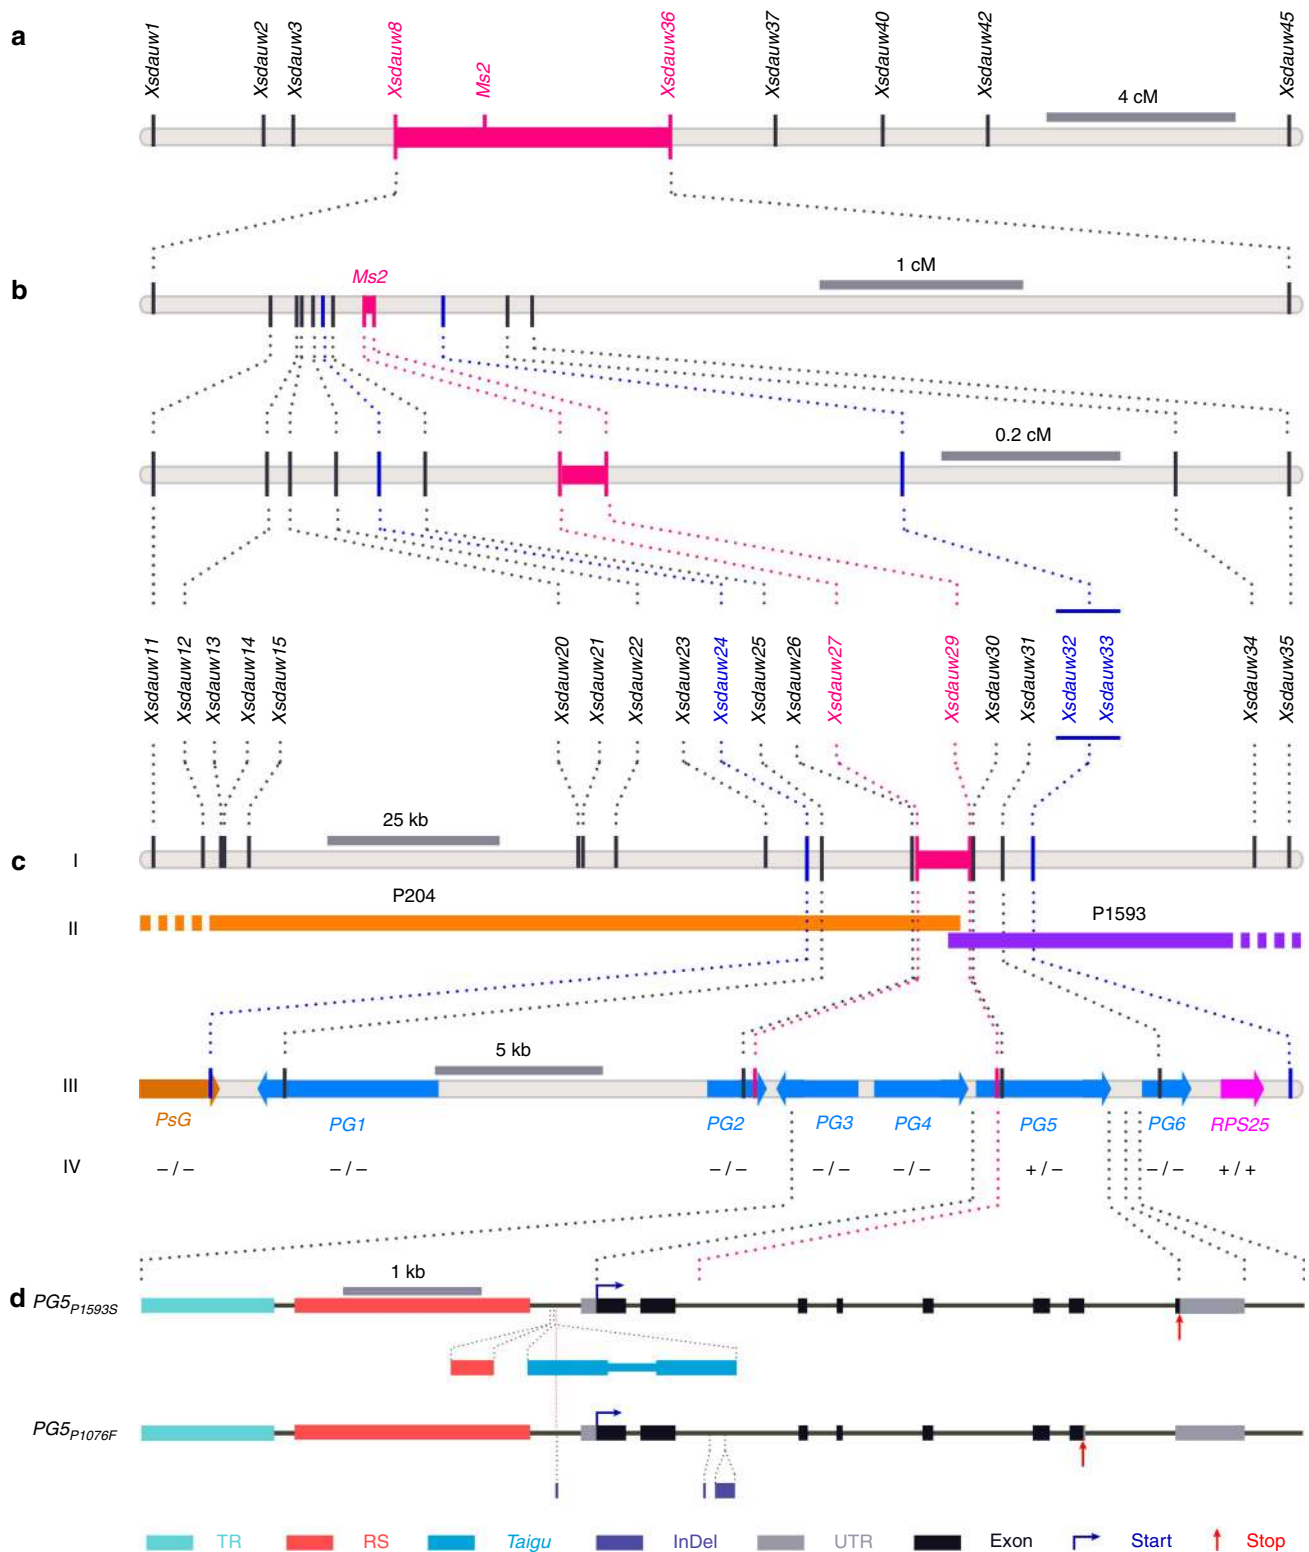 a
Xsdauw1 Xsdauw2 Xsdauw3 Xsdauw8 Ms2 Xsdauw36 Xsdauw37 Xsdauw40 Xsdauw42 Xsdauw45
4 cM
b
Ms2
1 cM
0.2 cM
Xsdauw11 Xsdauw12 Xsdauw13 Xsdauw14 Xsdauw15 Xsdauw20 Xsdauw21 Xsdauw22 Xsdauw23 Xsdauw24 Xsdauw25 Xsdauw26 Xsdauw27 Xsdauw29 Xsdauw30 Xsdauw31 Xsdauw32 Xsdauw33 Xsdauw34 Xsdauw35
25 kb
c
I
P204
II
P1593
5 kb
III
PsG PG1 PG2 PG3 PG4 PG5 PG6 RPS25
IV
– / – – / – – / – – / – – / – + / – – / – + / +
1 kb
d
PG5P1593S
PG5P1076F
TR RS Taigu InDel UTR Exon Start Stop